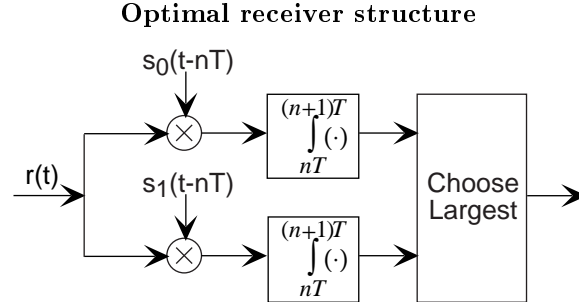 Optimal receiver structure
s0(t-nT)
×
(n+1)T
∫(·)
nT
r(t)
s1(t-nT)
×
(n+1)T
∫(·)
nT
Choose
Largest